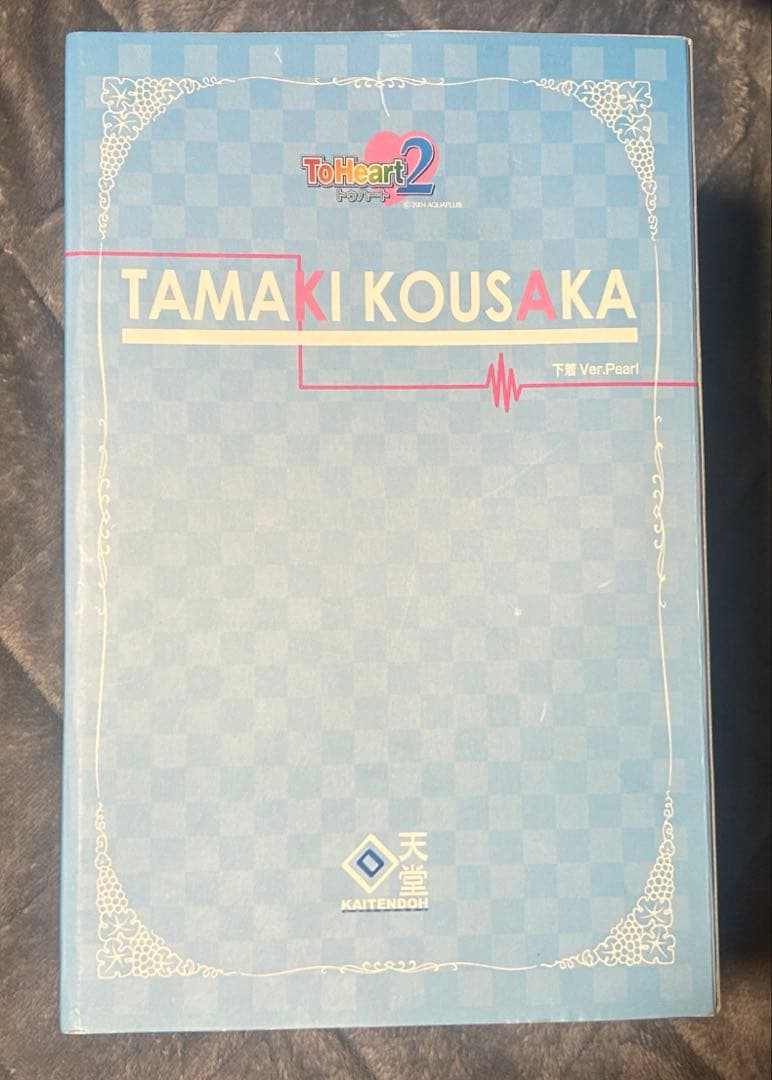 ToHeart2
トゥハート
©2004 AQUAPLUS.
TAMAKI KOUSAKA
下着 Ver.Pearl
天堂
KAITENDOH